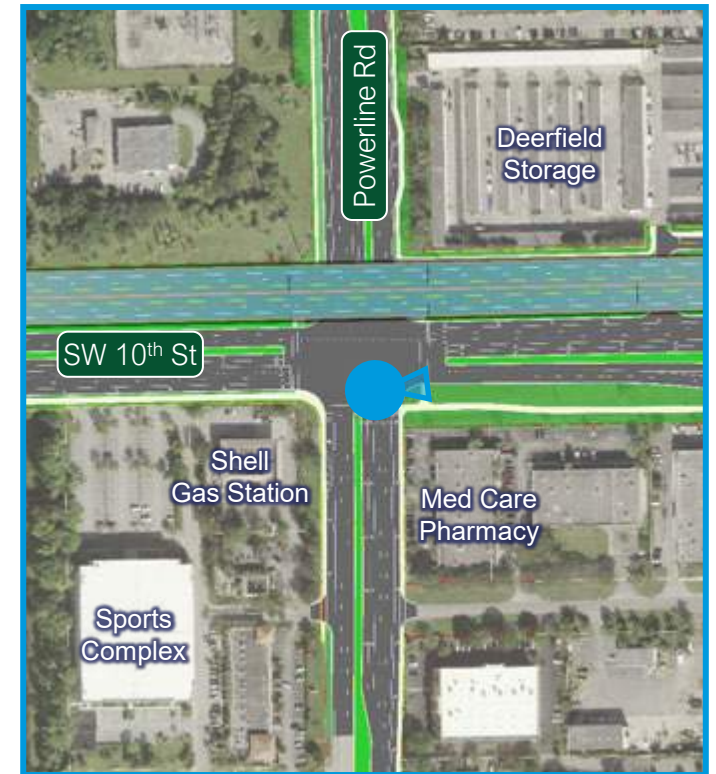 Powerline Rd
Deerfield
Storage
SW 10th St
Shell
Gas Station
Med Care
Pharmacy
Sports
Complex